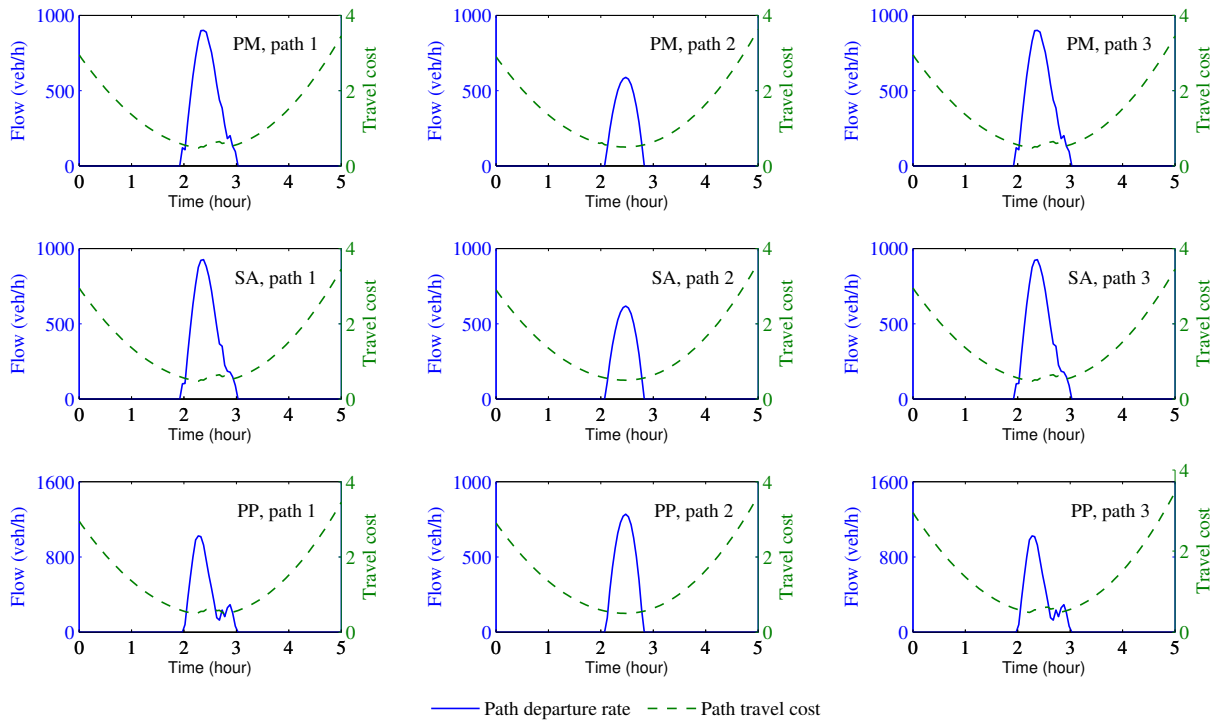 PM, path 1
Flow (veh/h)
1000
500
0
4
2
0
Travel cost
0 1 2 3 4 5
Time (hour)
PM, path 2
Flow (veh/h)
1000
500
0
4
2
0
Travel cost
0 1 2 3 4 5
Time (hour)
PM, path 3
Flow (veh/h)
1000
500
0
4
2
0
Travel cost
0 1 2 3 4 5
Time (hour)
SA, path 1
Flow (veh/h)
1000
500
0
4
2
0
Travel cost
0 1 2 3 4 5
Time (hour)
SA, path 2
Flow (veh/h)
1000
500
0
4
2
0
Travel cost
0 1 2 3 4 5
Time (hour)
SA, path 3
Flow (veh/h)
1000
500
0
4
2
0
Travel cost
0 1 2 3 4 5
Time (hour)
PP, path 1
Flow (veh/h)
1600
800
0
4
2
0
Travel cost
0 1 2 3 4 5
Time (hour)
PP, path 2
Flow (veh/h)
1000
500
0
4
2
0
Travel cost
0 1 2 3 4 5
Time (hour)
PP, path 3
Flow (veh/h)
1600
800
0
4
2
0
Travel cost
0 1 2 3 4 5
Time (hour)
Path departure rate Path travel cost